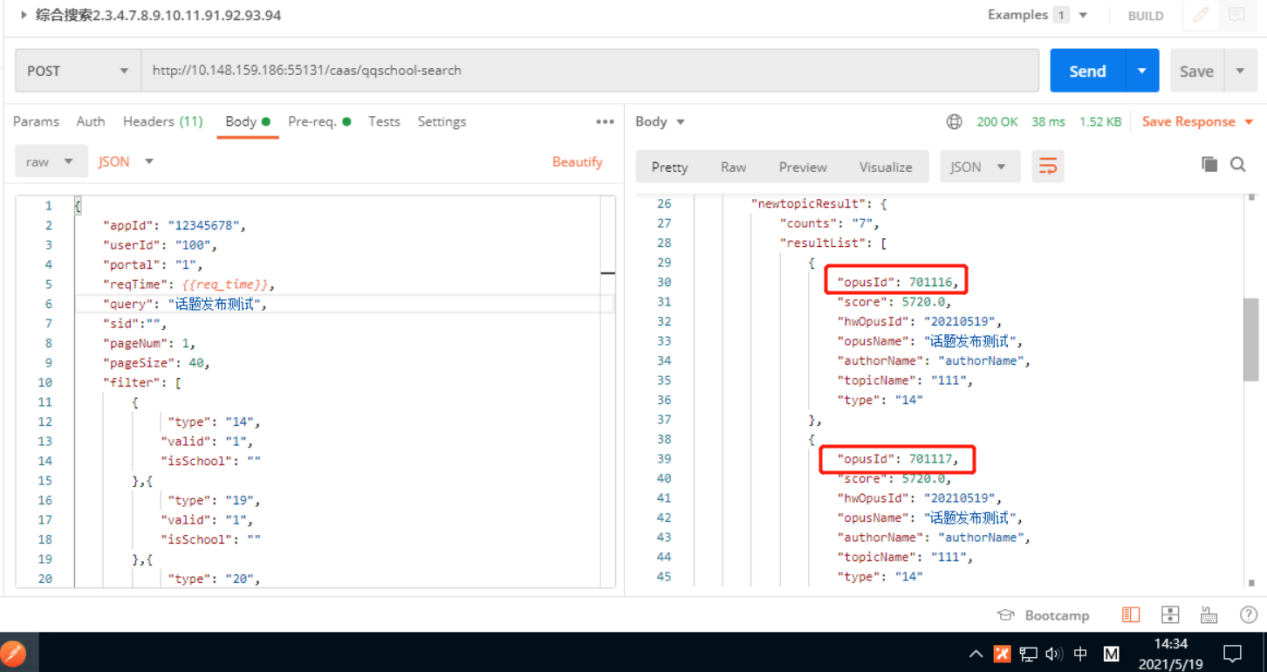 综合搜索2.3.4.7.8.9.10.11.91.92.93.94
Examples 1 BUILD
POST http://10.148.159.186:55131/caas/qqschool-search Send Save
Params Auth Headers (11) Body Pre-req. Tests Settings ••• Body 200 OK 38 ms 1.52 KB Save Response
raw JSON Beautify Pretty Raw Preview Visualize JSON
1 {
2 "appId": "12345678",
3 "userId": "100",
4 "portal": "1",
5 "reqTime": {{req_time}},
6 "query": "话题发布测试",
7 "sid":"",
8 "pageNum": 1,
9 "pageSize": 40,
10 "filter": [
11 {
12 "type": "14",
13 "valid": "1",
14 "isSchool": ""
15 },{
16 "type": "19",
17 "valid": "1",
18 "isSchool": ""
19 },{
20 "type": "20",
26 "newtopicResult": {
27 "counts": "7",
28 "resultList": [
29 {
30 "opusId": 701116,
31 "score": 5720.0,
32 "hwOpusId": "20210519",
33 "opusName": "话题发布测试",
34 "authorName": "authorName",
35 "topicName": "111",
36 "type": "14"
37 },
38 {
39 "opusId": 701117,
40 "score": 5720.0,
41 "hwOpusId": "20210519",
42 "opusName": "话题发布测试",
43 "authorName": "authorName",
44 "topicName": "111",
45 "type": "14"
Bootcamp
中 M 14:34
2021/5/19